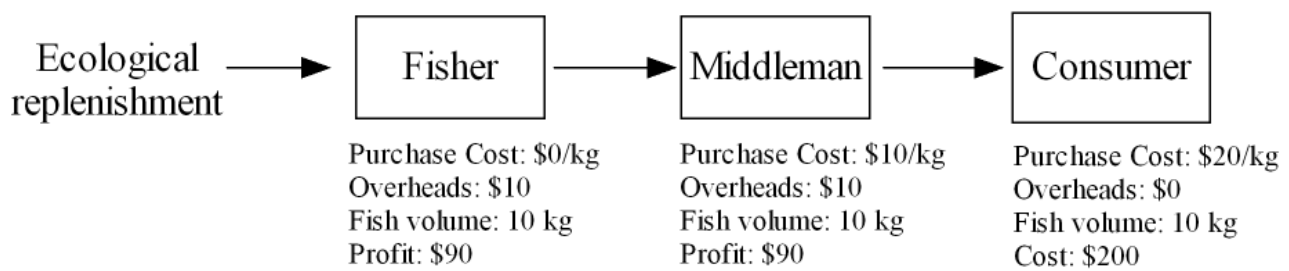 Ecological
replenishment
Fisher
Middleman
Consumer
Purchase Cost: $0/kg
Overheads: $10
Fish volume: 10 kg
Profit: $90
Purchase Cost: $10/kg
Overheads: $10
Fish volume: 10 kg
Profit: $90
Purchase Cost: $20/kg
Overheads: $0
Fish volume: 10 kg
Cost: $200